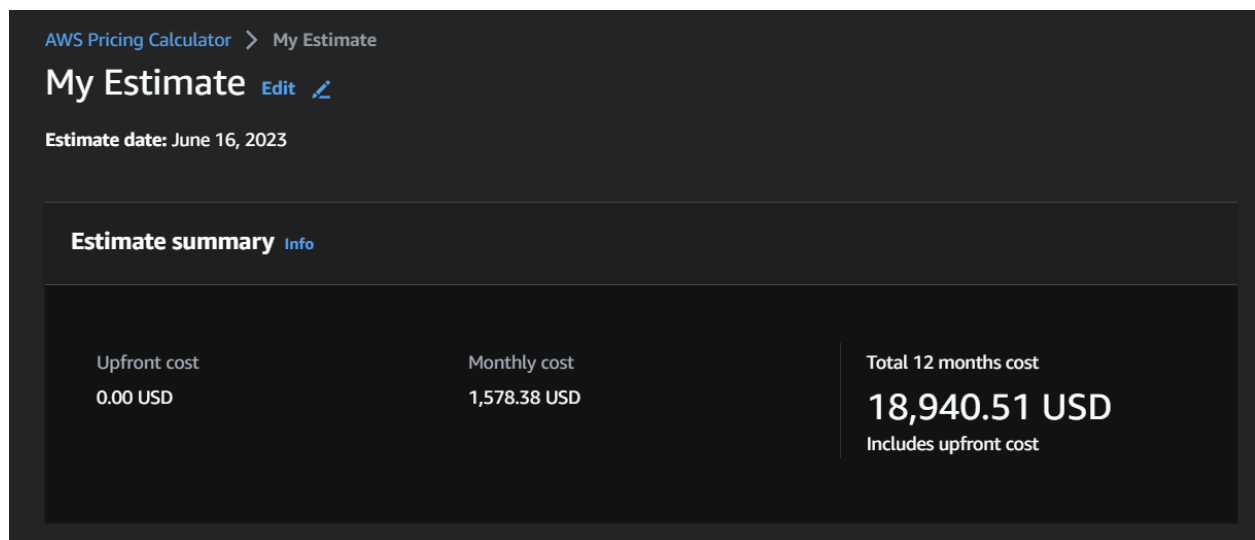 AWS Pricing Calculator > My Estimate
My Estimate Edit
Estimate date: June 16, 2023
Estimate summary Info
Upfront cost
0.00 USD
Monthly cost
1,578.38 USD
Total 12 months cost
18,940.51 USD
Includes upfront cost